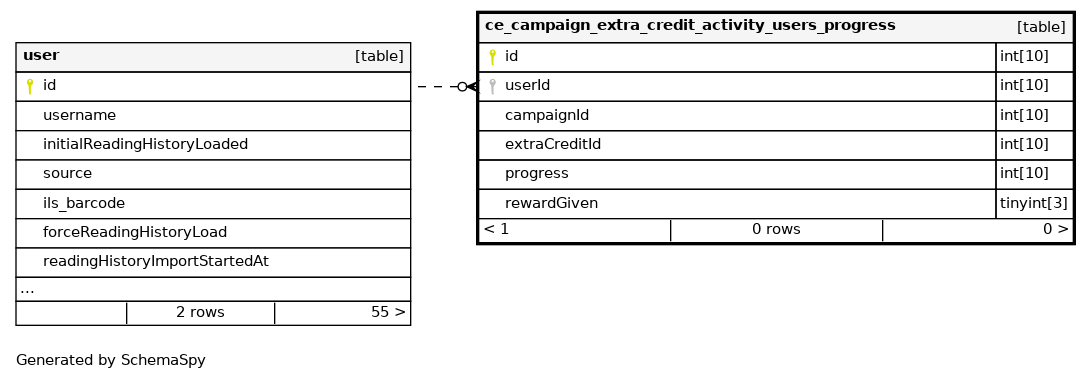 user [table]
id
username
initialReadingHistoryLoaded
source
ils_barcode
forceReadingHistoryLoad
readingHistoryImportStartedAt
...
2 rows 55 >
ce_campaign_extra_credit_activity_users_progress [table]
id int[10]
userId int[10]
campaignId int[10]
extraCreditId int[10]
progress int[10]
rewardGiven tinyint[3]
< 1 0 rows 0 >
Generated by SchemaSpy